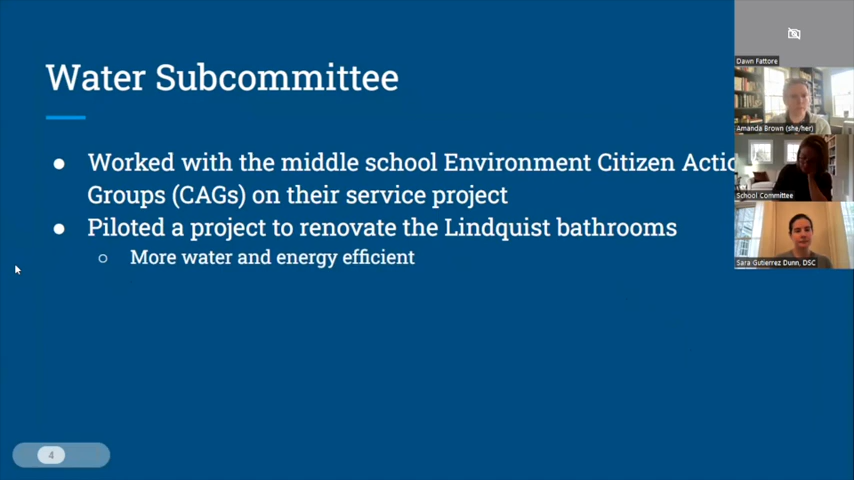 Water Subcommittee
● Worked with the middle school Environment Citizen Actio
Groups (CAGs) on their service project
● Piloted a project to renovate the Lindquist bathrooms
○ More water and energy efficient
4
Dawn Fattore
Amanda Brown (she/her)
School Committee
Sara Gutierrez Dunn, DSC